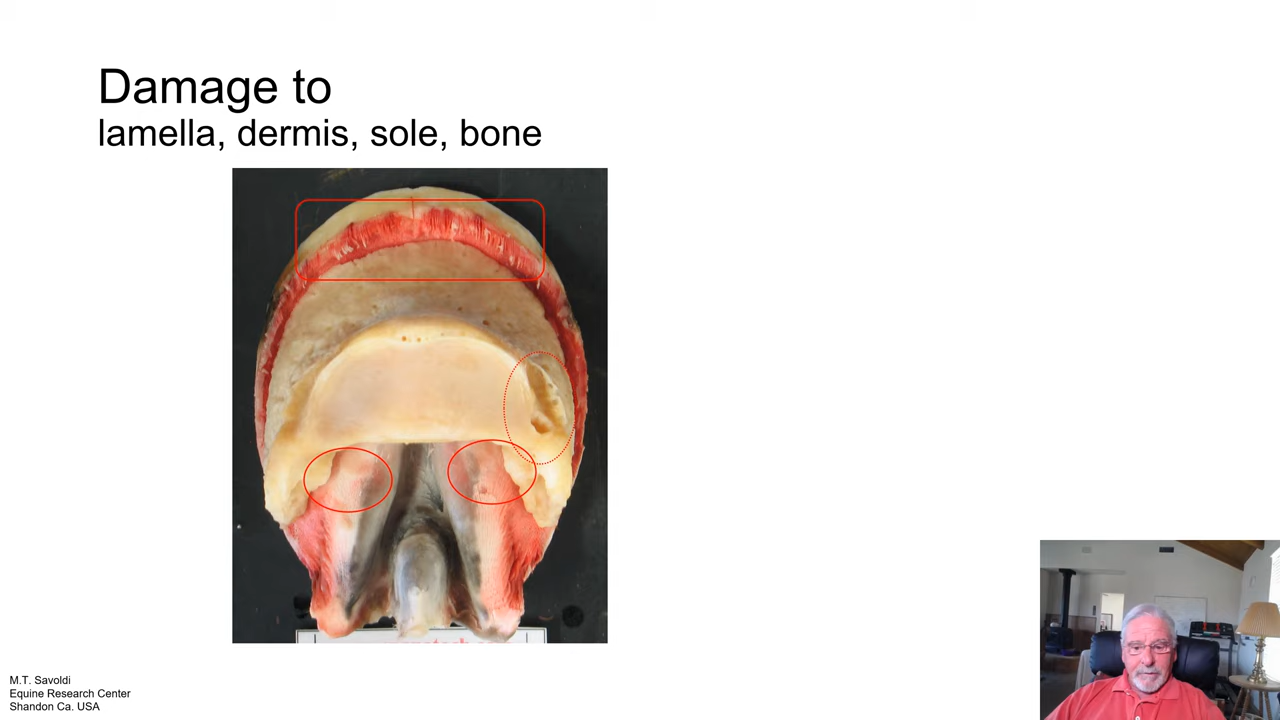 Damage to
lamella, dermis, sole, bone
M.T. Savoldi
Equine Research Center
Shandon Ca. USA